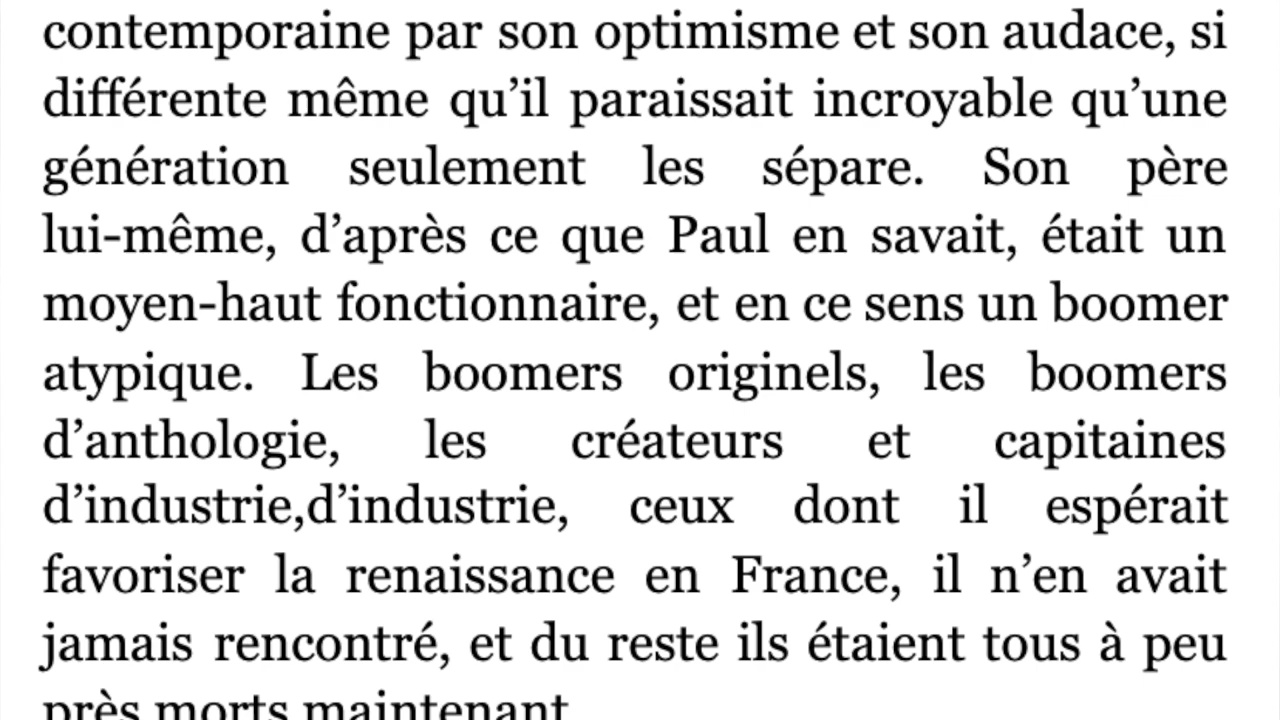 contemporaine par son optimisme et son audace, si
différente même qu’il paraissait incroyable qu’une
génération seulement les sépare. Son père
lui-même, d’après ce que Paul en savait, était un
moyen-haut fonctionnaire, et en ce sens un boomer
atypique. Les boomers originels, les boomers
d’anthologie, les créateurs et capitaines
d’industrie,d’industrie, ceux dont il espérait
favoriser la renaissance en France, il n’en avait
jamais rencontré, et du reste ils étaient tous à peu
près morts maintenant